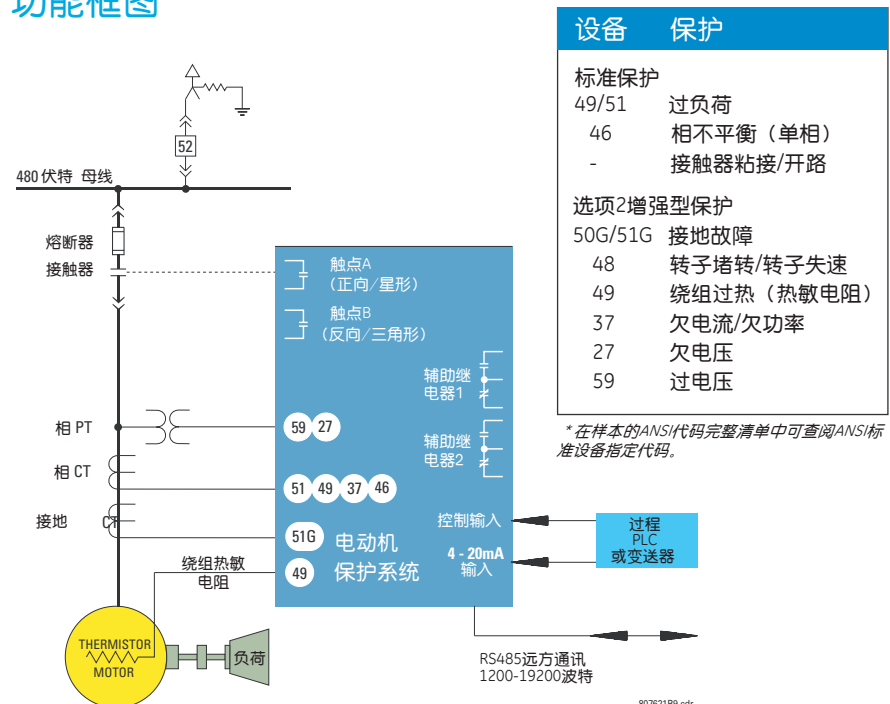 功能框图
设备 保护
标准保护
49/51 过负荷
46 相不平衡（单相）
- 接触器粘接/开路
选项2增强型保护
50G/51G 接地故障
48 转子堵转/转子失速
49 绕组过热（热敏电阻）
37 欠电流/欠功率
27 欠电压
59 过电压
*在样本的ANSI代码完整清单中可查阅ANSI标
准设备指定代码。
52
480伏特 母线
熔断器
接触器
触点A
（正向/星形）
触点B
（反向/三角形）
辅助继
电器1
辅助继
电器2
相 PT
59 27
相 CT
51 49 37 46
接地 CT
51G
电动机
保护系统
49
控制输入
4 - 20mA
输入
过程
PLC
或变送器
绕组热敏
电阻
THERMISTOR
MOTOR
负荷
RS485远方通讯
1200-19200波特
807621B9.cdr